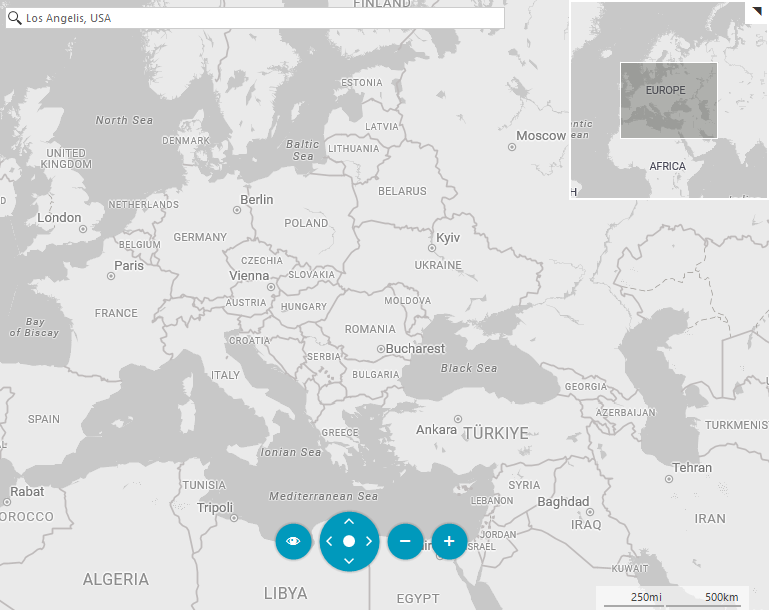 Los Angelis, USA
FINLAND
ESTONIA
North Sea
LATVIA
Moscow
DENMARK
Baltic
Sea
LITHUANIA
UNITED
KINGDOM
BELARUS
NETHERLANDS
Berlin
London
POLAND
BELGIUM
GERMANY
Kyiv
Paris
CZECHIA
UKRAINE
Vienna
SLOVAKIA
AUSTRIA
HUNGARY
MOLDOVA
FRANCE
Bay
of Biscay
ROMANIA
CROATIA
Bucharest
SERBIA
Black Sea
ITALY
BULGARIA
GEORGIA
AZERBAIJAN
SPAIN
Ankara
TÜRKIYE
TURKMENIS
GREECE
Ionian Sea
Tehran
Rabat
TUNISIA
SYRIA
Mediterranean Sea
LEBANON
Baghdad
Tripoli
OROCCO
IRAQ
IRAN
JORDAN
ISRAEL
KUWAIT
ALGERIA
LIBYA
EGYPT
EUROPE
ntic
ean
AFRICA
H
250mi
500km